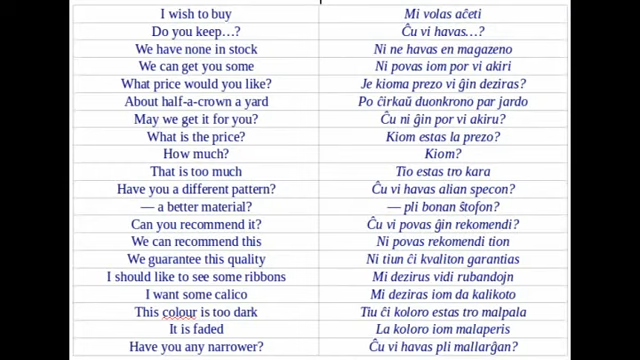 I wish to buy Mi volas aĉeti
Do you keep…? Ĉu vi havas…?
We have none in stock Ni ne havas en magazeno
We can get you some Ni povas iom por vi akiri
What price would you like? Je kioma prezo vi ĝin deziras?
About half-a-crown a yard Po ĉirkaŭ duonkrono par jardo
May we get it for you? Ĉu ni ĝin por vi akiru?
What is the price? Kiom estas la prezo?
How much? Kiom?
That is too much Tio estas tro kara
Have you a different pattern? Ĉu vi havas alian specon?
— a better material? — pli bonan ŝtofon?
Can you recommend it? Ĉu vi povas ĝin rekomendi?
We can recommend this Ni povas rekomendi tion
We guarantee this quality Ni tiun ĉi kvaliton garantias
I should like to see some ribbons Mi dezirus vidi rubandojn
I want some calico Mi deziras iom da kalikoto
This colour is too dark Tiu ĉi koloro estas tro malpala
It is faded La koloro iom malaperis
Have you any narrower? Ĉu vi havas pli mallarĝan?